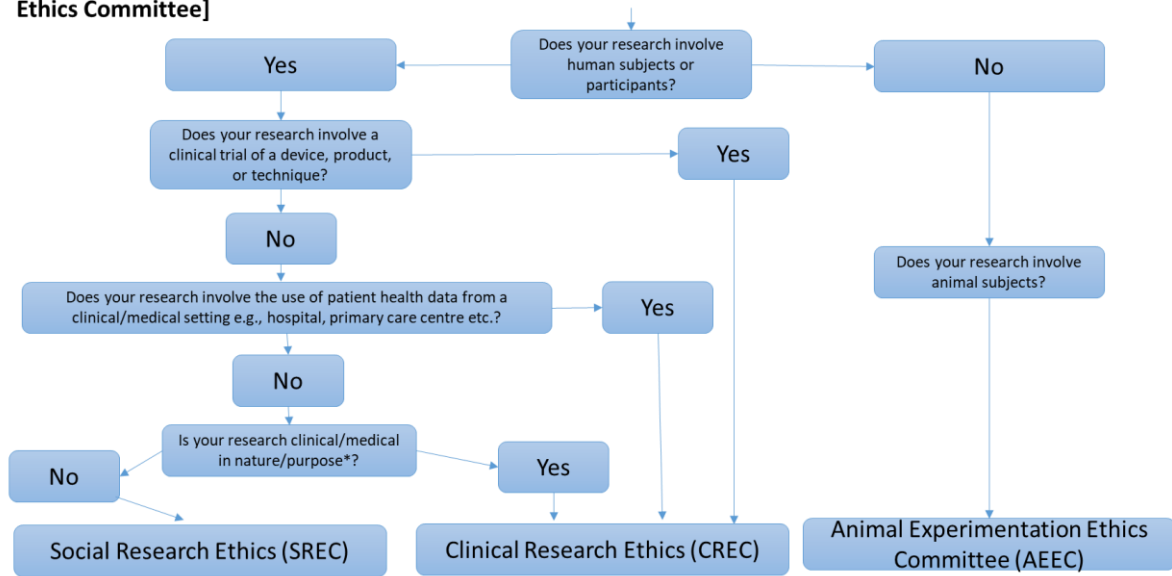 Ethics Committee]
Does your research involve
human subjects or
participants?
Yes
No
Does your research involve a
clinical trial of a device, product,
or technique?
Yes
No
Does your research involve
animal subjects?
Does your research involve the use of patient health data from a
clinical/medical setting e.g., hospital, primary care centre etc.?
Yes
No
Is your research clinical/medical
in nature/purpose*?
No
Yes
Social Research Ethics (SREC)
Clinical Research Ethics (CREC)
Animal Experimentation Ethics
Committee (AEEC)